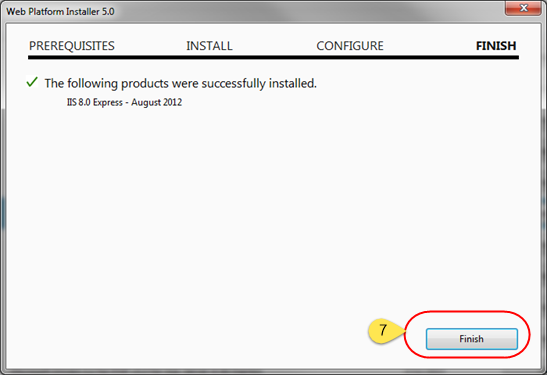 Web Platform Installer 5.0
PREREQUISITES INSTALL CONFIGURE FINISH
The following products were successfully installed.
IIS 8.0 Express - August 2012
7
Finish